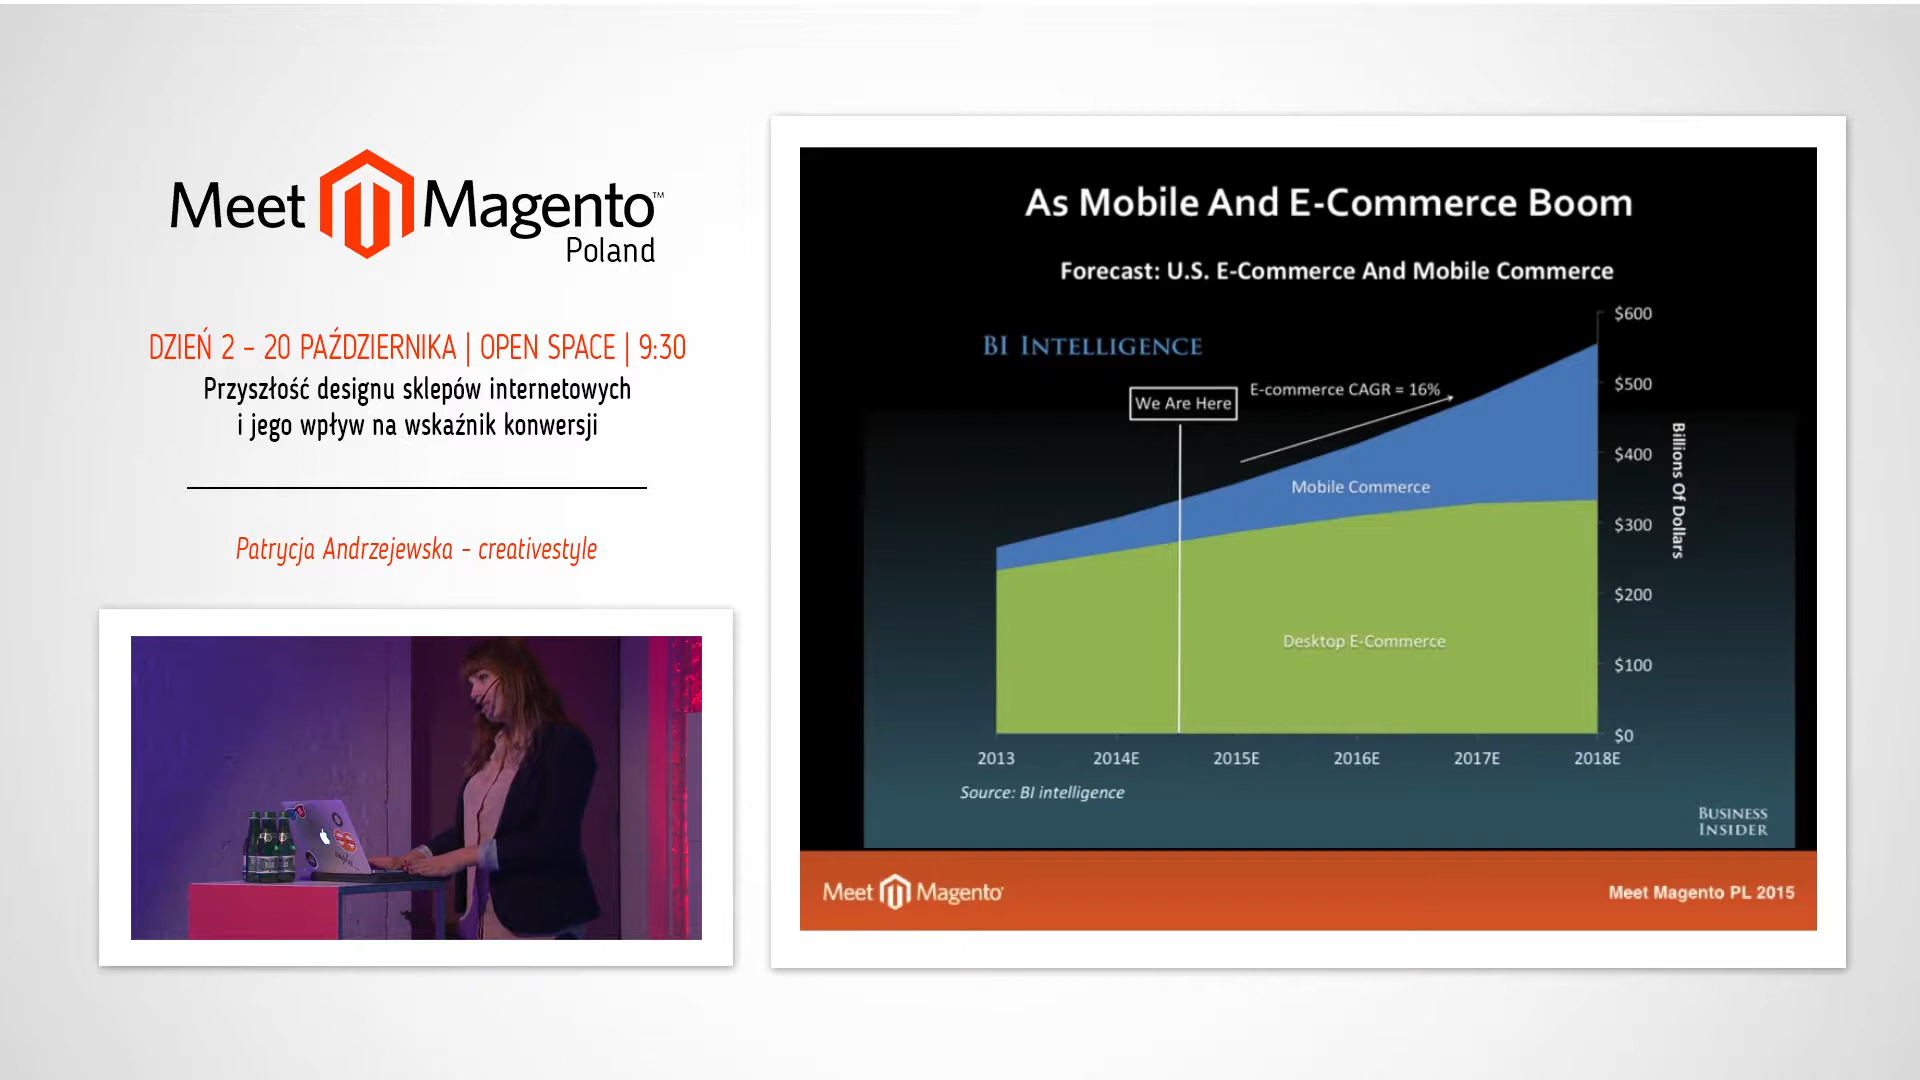 Meet Magento™
Poland
DZIEŃ 2 – 20 PAŹDZIERNIKA | OPEN SPACE | 9:30
Przyszłość designu sklepów internetowych
i jego wpływ na wskaźnik konwersji
Patrycja Andrzejewska - creativestyle
As Mobile And E-Commerce Boom
Forecast: U.S. E-Commerce And Mobile Commerce
BI INTELLIGENCE
We Are Here
E-commerce CAGR = 16%
Mobile Commerce
Desktop E-Commerce
$600
$500
$400
$300
$200
$100
$0
Billions Of Dollars
2013 2014E 2015E 2016E 2017E 2018E
Source: BI intelligence
BUSINESS
INSIDER
Meet Magento
Meet Magento PL 2015